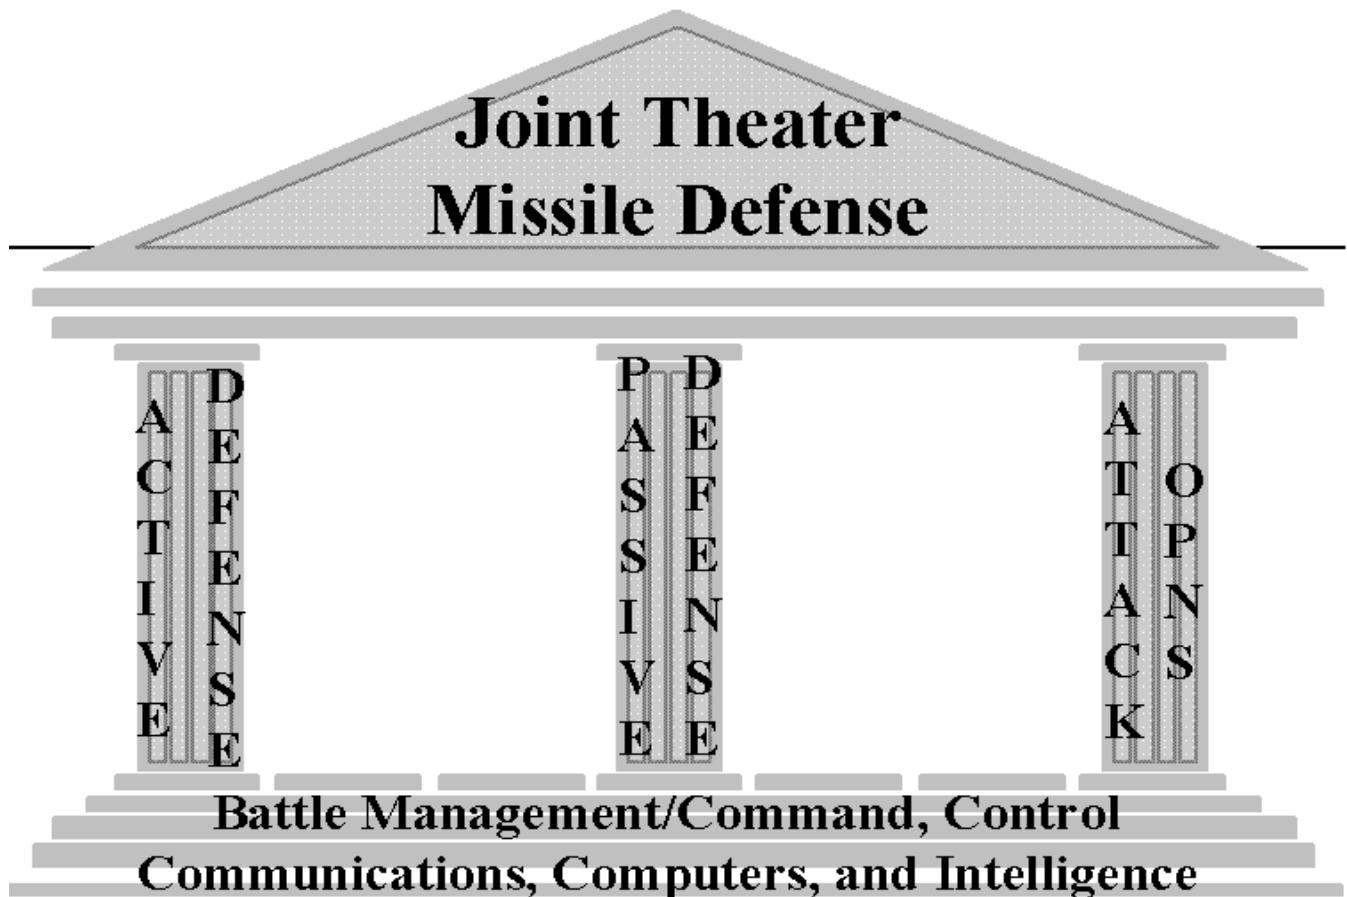 Joint Theater
Missile Defense
ACTIVE
DEFENSE
PASSIVE
DEFENSE
ATTACK
OPNS
Battle Management/Command, Control
Communications, Computers, and Intelligence